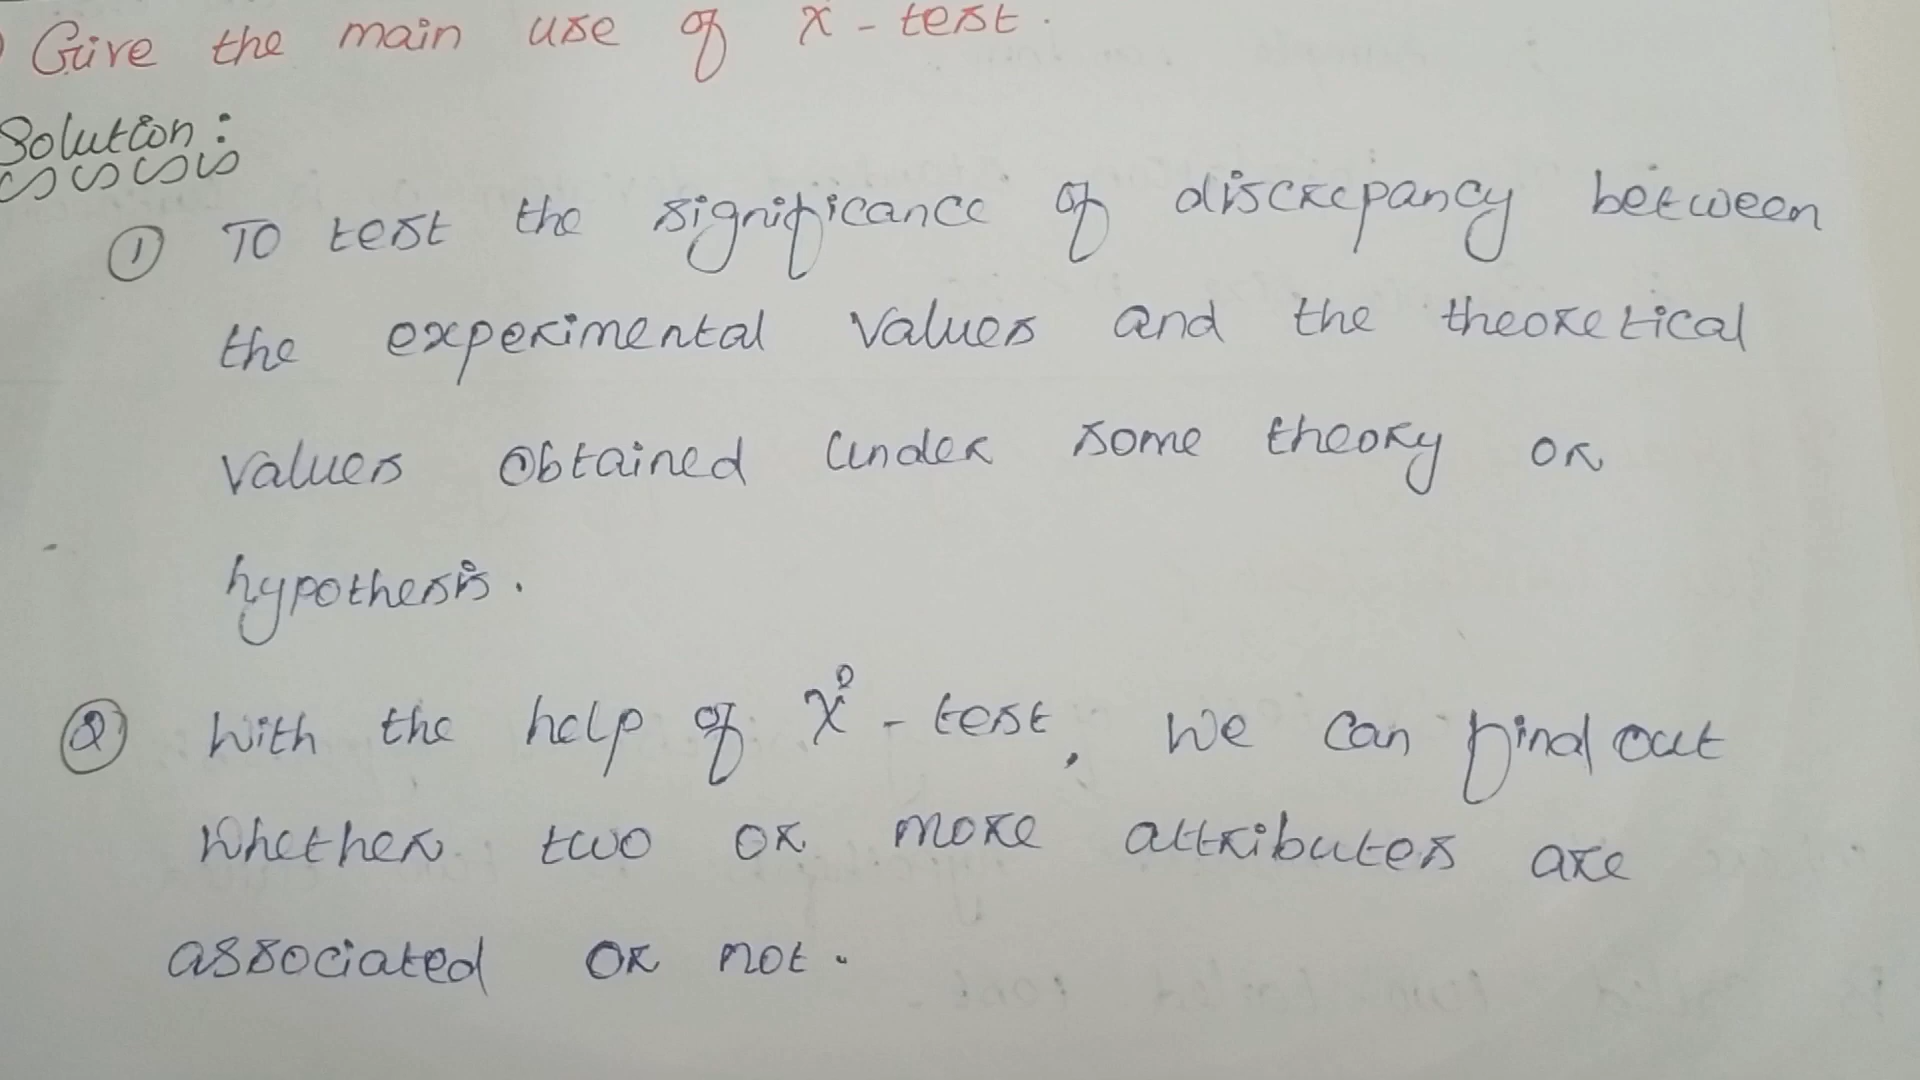 Give the main use of χ - test.
Solution:
① To test the significance of discrepancy between
the experimental values and the theoretical
values obtained under some theory or
hypothesis.
② With the help of χ² - test, we can find out
whether two or more attributes are
associated or not.